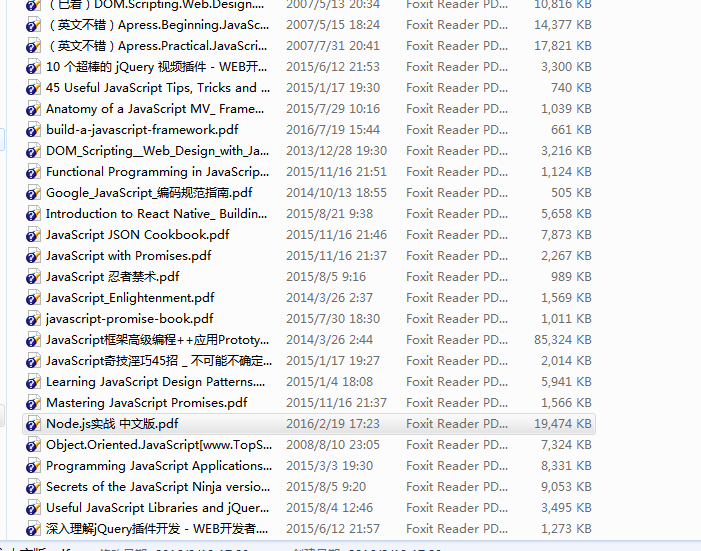 （已看）DOM.Scripting.Web.Design.... 2007/5/13 20:34 Foxit Reader PD... 10,816 KB
（英文不错）Apress.Beginning.JavaSc... 2007/5/15 18:24 Foxit Reader PD... 14,377 KB
（英文不错）Apress.Practical.JavaScri... 2007/7/31 20:41 Foxit Reader PD... 17,821 KB
10 个超棒的 jQuery 视频插件 - WEB开... 2015/6/12 21:53 Foxit Reader PD... 3,300 KB
45 Useful JavaScript Tips, Tricks and ... 2015/1/17 19:30 Foxit Reader PD... 740 KB
Anatomy of a JavaScript MV_ Frame... 2015/7/29 10:16 Foxit Reader PD... 1,039 KB
build-a-javascript-framework.pdf 2016/7/19 15:44 Foxit Reader PD... 661 KB
DOM_Scripting__Web_Design_with_Ja... 2013/12/28 19:30 Foxit Reader PD... 3,216 KB
Functional Programming in JavaScrip... 2015/11/16 21:51 Foxit Reader PD... 1,124 KB
Google_JavaScript_编码规范指南.pdf 2014/10/13 18:55 Foxit Reader PD... 505 KB
Introduction to React Native_ Buildin... 2015/8/21 9:38 Foxit Reader PD... 5,658 KB
JavaScript JSON Cookbook.pdf 2015/11/16 21:46 Foxit Reader PD... 7,873 KB
JavaScript with Promises.pdf 2015/11/16 21:37 Foxit Reader PD... 2,267 KB
JavaScript 忍者禁术.pdf 2015/8/5 9:16 Foxit Reader PD... 989 KB
JavaScript_Enlightenment.pdf 2014/3/26 2:37 Foxit Reader PD... 1,569 KB
javascript-promise-book.pdf 2015/7/30 18:30 Foxit Reader PD... 1,011 KB
JavaScript框架高级编程++应用Prototy... 2014/3/26 2:44 Foxit Reader PD... 85,324 KB
JavaScript奇技淫巧45招 _ 不可能不确定... 2015/1/17 19:27 Foxit Reader PD... 2,014 KB
Learning JavaScript Design Patterns.... 2015/1/4 18:08 Foxit Reader PD... 5,941 KB
Mastering JavaScript Promises.pdf 2015/11/16 21:37 Foxit Reader PD... 1,566 KB
Node.js实战 中文版.pdf 2016/2/19 17:23 Foxit Reader PD... 19,474 KB
Object.Oriented.JavaScript[www.TopS... 2008/8/10 23:05 Foxit Reader PD... 7,324 KB
Programming JavaScript Applications... 2015/3/3 19:30 Foxit Reader PD... 8,331 KB
Secrets of the JavaScript Ninja versio... 2015/8/5 9:20 Foxit Reader PD... 9,053 KB
Useful JavaScript Libraries and jQuer... 2015/8/4 12:46 Foxit Reader PD... 3,495 KB
深入理解jQuery插件开发 - WEB开发者.... 2015/6/12 21:57 Foxit Reader PD... 1,273 KB